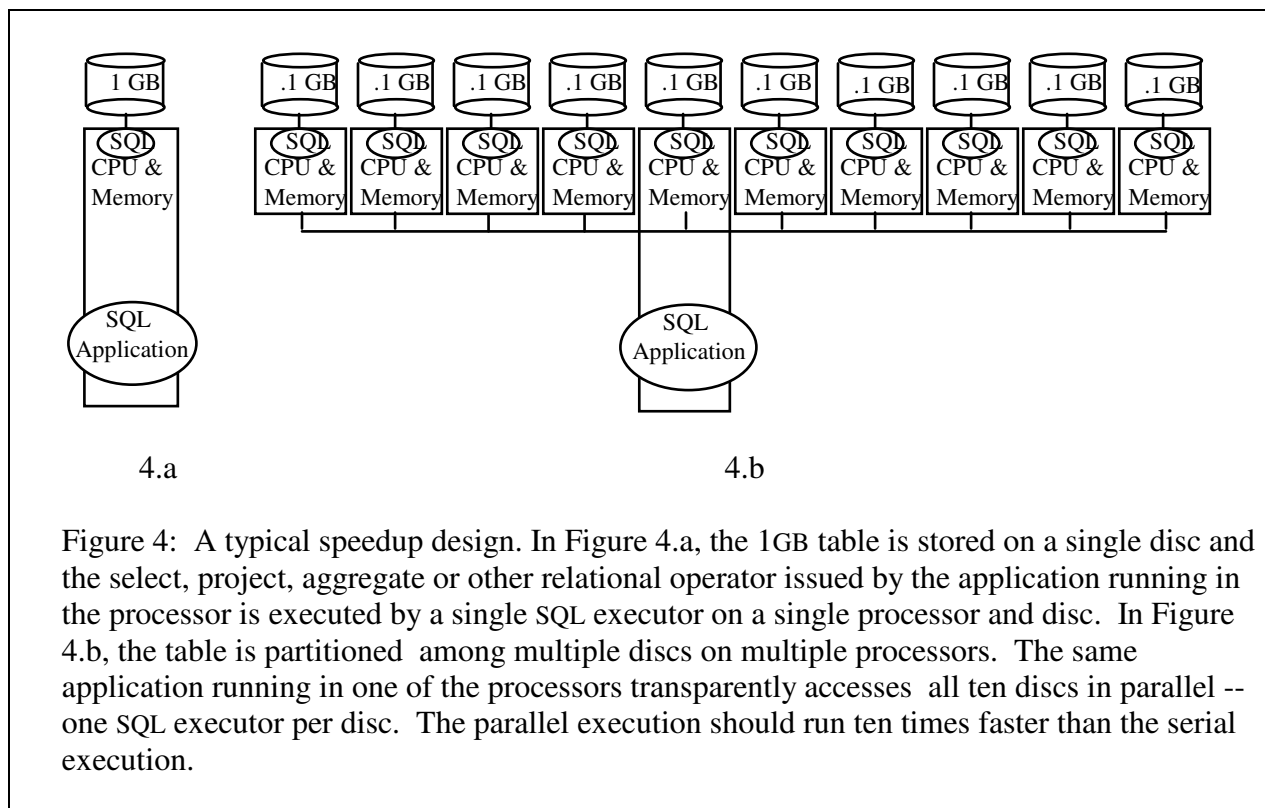 1 GB
.1 GB .1 GB .1 GB .1 GB .1 GB .1 GB .1 GB .1 GB .1 GB .1 GB
SQL SQL SQL SQL SQL SQL SQL SQL SQL SQL SQL
CPU & CPU & CPU & CPU & CPU & CPU & CPU & CPU & CPU & CPU & CPU &
Memory Memory Memory Memory Memory Memory Memory Memory Memory Memory Memory
SQL
Application
SQL
Application
4.a 4.b
Figure 4: A typical speedup design. In Figure 4.a, the 1GB table is stored on a single disc and
the select, project, aggregate or other relational operator issued by the application running in
the processor is executed by a single SQL executor on a single processor and disc. In Figure
4.b, the table is partitioned among multiple discs on multiple processors. The same
application running in one of the processors transparently accesses all ten discs in parallel --
one SQL executor per disc. The parallel execution should run ten times faster than the serial
execution.